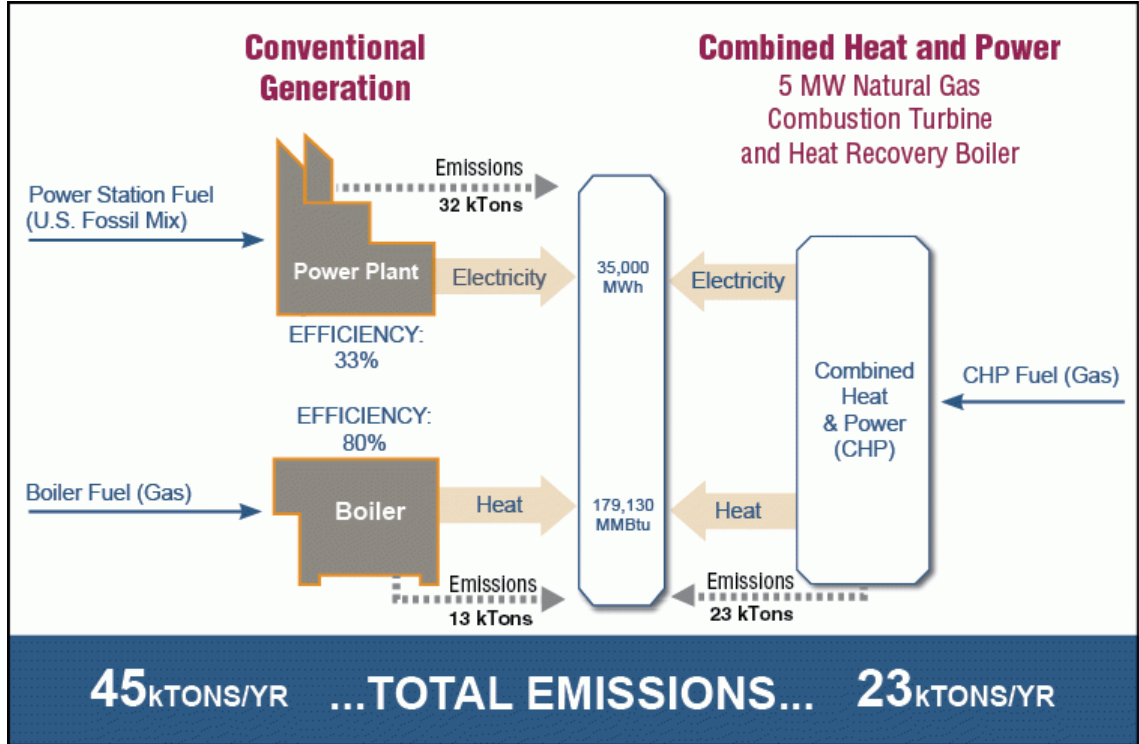 Conventional
Generation
Combined Heat and Power
5 MW Natural Gas
Combustion Turbine
and Heat Recovery Boiler
Power Station Fuel
(U.S. Fossil Mix)
Emissions
32 kTons
Power Plant
Electricity
35,000
MWh
Electricity
EFFICIENCY:
33%
Combined
Heat
& Power
(CHP)
CHP Fuel (Gas)
EFFICIENCY:
80%
Boiler Fuel (Gas)
Boiler
Heat
179,130
MMBtu
Heat
Emissions
13 kTons
Emissions
23 kTons
45kTONS/YR ...TOTAL EMISSIONS... 23kTONS/YR